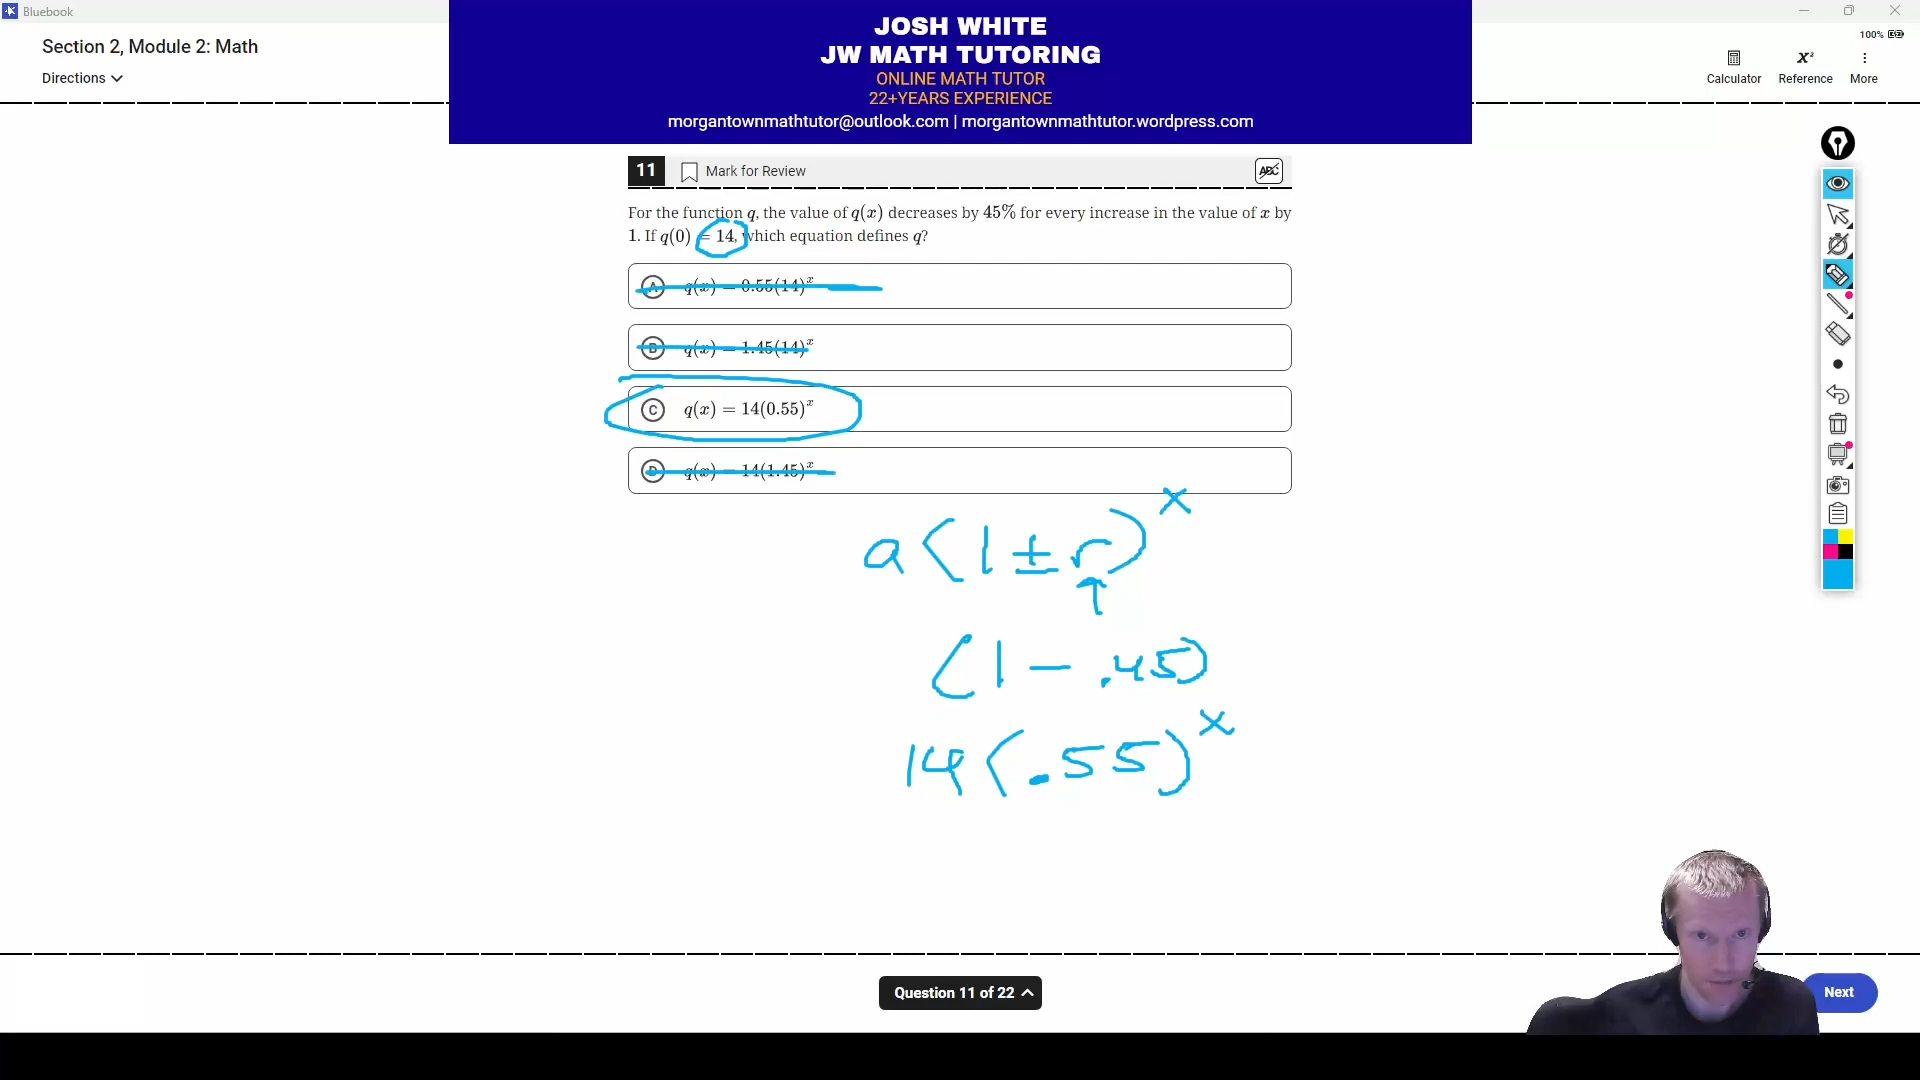 Bluebook
JOSH WHITE
JW MATH TUTORING
ONLINE MATH TUTOR
22+YEARS EXPERIENCE
morgantownmathtutor@outlook.com | morgantownmathtutor.wordpress.com
Section 2, Module 2: Math
Directions
100%
Calculator
Reference
More
11 Mark for Review
ABC
For the function q, the value of q(x) decreases by 45% for every increase in the value of x by
1. If q(0) = 14, which equation defines q?
A q(x) = 0.55(14)^x
B q(x) = 1.45(14)^x
C q(x) = 14(0.55)^x
D q(x) = 14(1.45)^x
a(1 ± r)^x
(1 - .45)
14(.55)^x
Question 11 of 22
Next